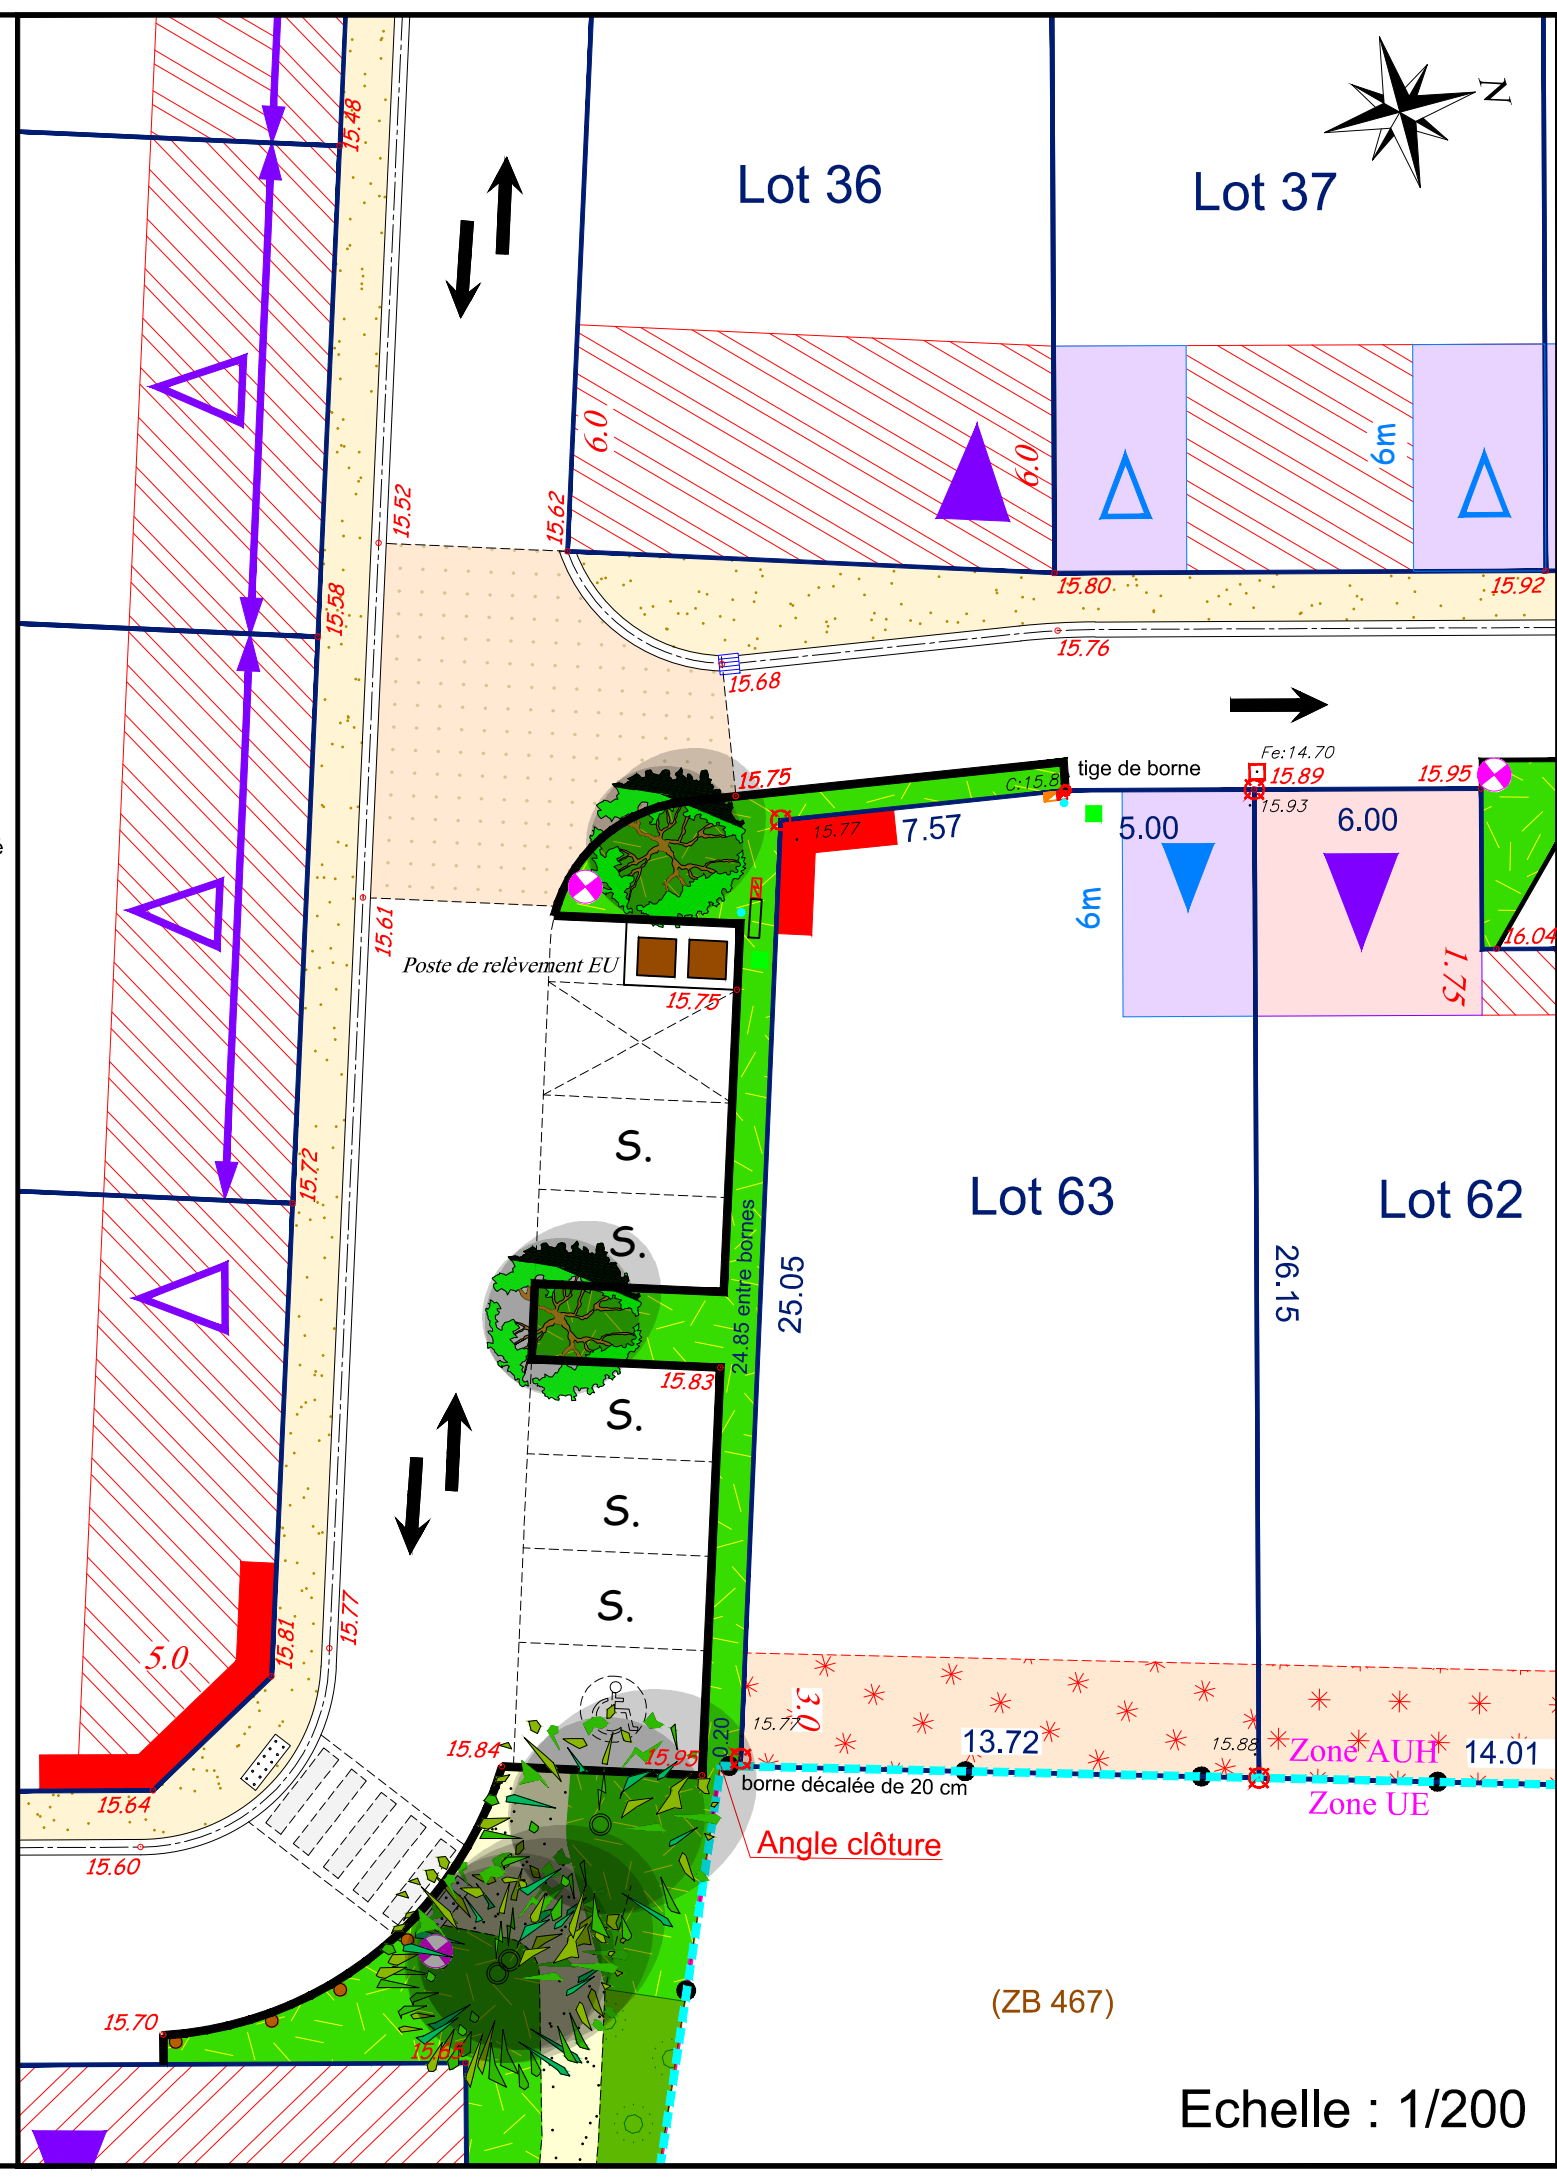 N
Lot 36
Lot 37
15.48
6.0
6.0
6m
15.52
15.62
15.58
15.80
15.92
15.76
15.68
Fe:14.70
tige de borne
15.89
15.95
15.75
C:15.8
15.93
15.77
7.57
5.00
6.00
6m
15.61
16.04
1.75
Poste de relèvement EU
15.75
S.
15.72
Lot 63
Lot 62
S.
24.85 entre bornes
25.05
26.15
15.83
S.
S.
S.
15.77
15.81
5.0
3.0
15.77
0.20
13.72
15.88
Zone AUH
14.01
15.84
15.95
borne décalée de 20 cm
Zone UE
15.64
Angle clôture
15.60
(ZB 467)
15.70
15.65
Echelle : 1/200